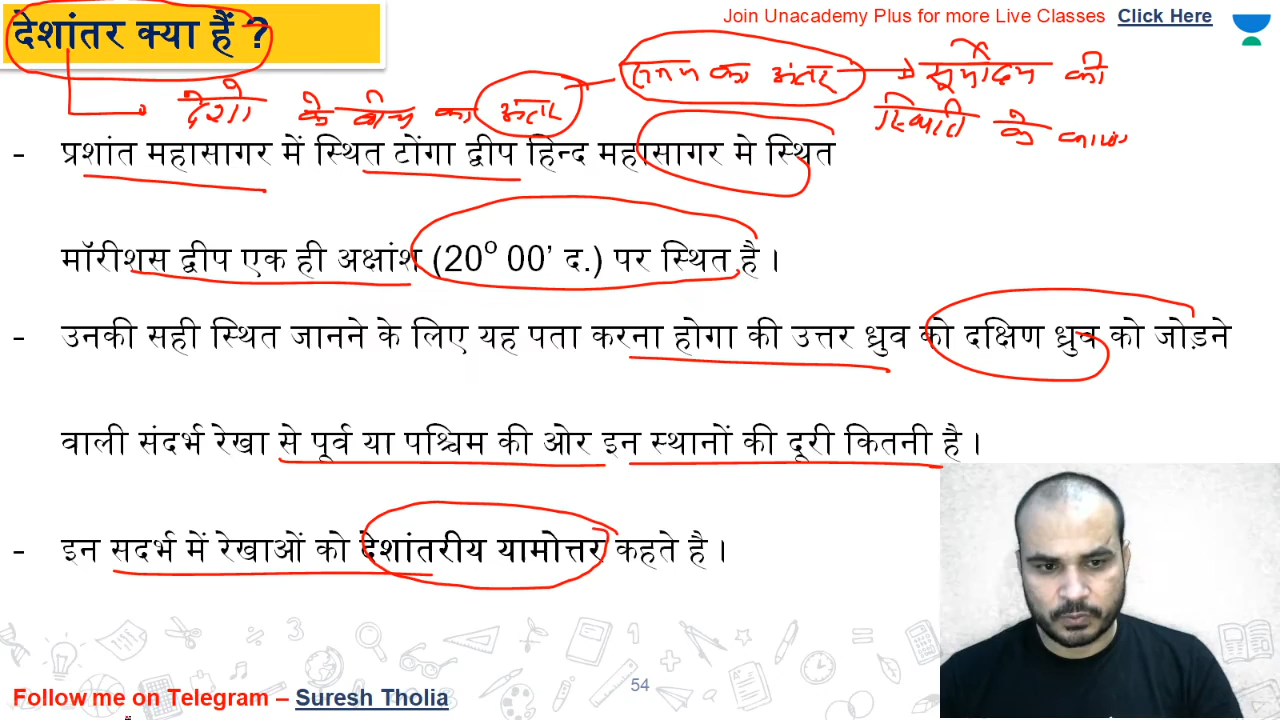 देशांतर क्या हैं ?
Join Unacademy Plus for more Live Classes Click Here
समय का अंतर → सूर्योदय की
देशो के बीच का अंतर
स्थिति के कारण
- प्रशांत महासागर में स्थित टोंगा द्वीप हिन्द महासागर मे स्थित
मॉरीशस द्वीप एक ही अक्षांश (20º 00’ द.) पर स्थित है।
- उनकी सही स्थित जानने के लिए यह पता करना होगा की उत्तर ध्रुव को दक्षिण ध्रुव को जोड़ने
वाली संदर्भ रेखा से पूर्व या पश्चिम की ओर इन स्थानों की दूरी कितनी है।
- इन सदर्भ में रेखाओं को देशांतरीय यामोत्तर कहते है।
54
Follow me on Telegram – Suresh Tholia